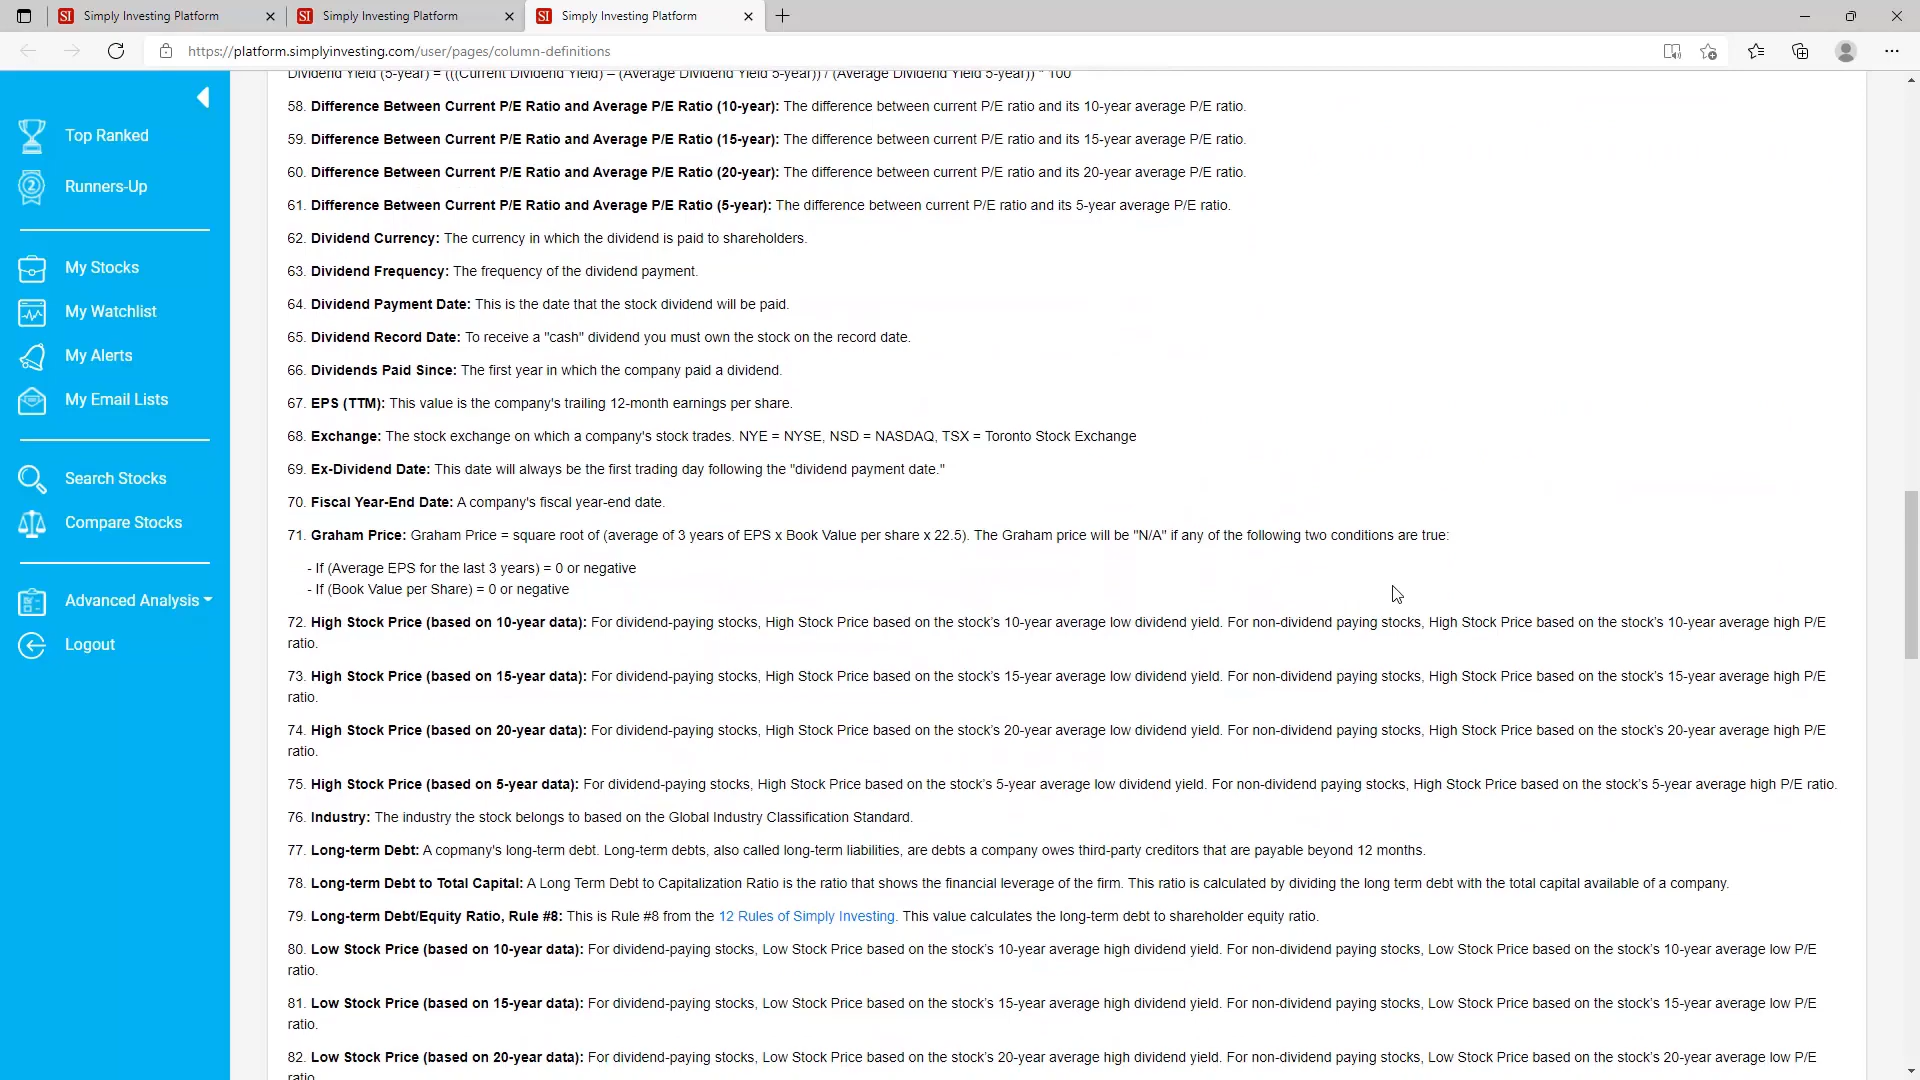 Simply Investing Platform
Simply Investing Platform
Simply Investing Platform
https://platform.simplyinvesting.com/user/pages/column-definitions
Top Ranked
Runners-Up
My Stocks
My Watchlist
My Alerts
My Email Lists
Search Stocks
Compare Stocks
Advanced Analysis
Logout
Dividend Yield (5-year) = (((Current Dividend Yield) – (Average Dividend Yield 5-year)) / (Average Dividend Yield 5-year)) * 100
58. Difference Between Current P/E Ratio and Average P/E Ratio (10-year): The difference between current P/E ratio and its 10-year average P/E ratio.
59. Difference Between Current P/E Ratio and Average P/E Ratio (15-year): The difference between current P/E ratio and its 15-year average P/E ratio.
60. Difference Between Current P/E Ratio and Average P/E Ratio (20-year): The difference between current P/E ratio and its 20-year average P/E ratio.
61. Difference Between Current P/E Ratio and Average P/E Ratio (5-year): The difference between current P/E ratio and its 5-year average P/E ratio.
62. Dividend Currency: The currency in which the dividend is paid to shareholders.
63. Dividend Frequency: The frequency of the dividend payment.
64. Dividend Payment Date: This is the date that the stock dividend will be paid.
65. Dividend Record Date: To receive a "cash" dividend you must own the stock on the record date.
66. Dividends Paid Since: The first year in which the company paid a dividend.
67. EPS (TTM): This value is the company's trailing 12-month earnings per share.
68. Exchange: The stock exchange on which a company's stock trades. NYE = NYSE, NSD = NASDAQ, TSX = Toronto Stock Exchange
69. Ex-Dividend Date: This date will always be the first trading day following the "dividend payment date."
70. Fiscal Year-End Date: A company's fiscal year-end date.
71. Graham Price: Graham Price = square root of (average of 3 years of EPS x Book Value per share x 22.5). The Graham price will be "N/A" if any of the following two conditions are true:
- If (Average EPS for the last 3 years) = 0 or negative
- If (Book Value per Share) = 0 or negative
72. High Stock Price (based on 10-year data): For dividend-paying stocks, High Stock Price based on the stock's 10-year average low dividend yield. For non-dividend paying stocks, High Stock Price based on the stock's 10-year average high P/E
ratio.
73. High Stock Price (based on 15-year data): For dividend-paying stocks, High Stock Price based on the stock's 15-year average low dividend yield. For non-dividend paying stocks, High Stock Price based on the stock's 15-year average high P/E
ratio.
74. High Stock Price (based on 20-year data): For dividend-paying stocks, High Stock Price based on the stock's 20-year average low dividend yield. For non-dividend paying stocks, High Stock Price based on the stock's 20-year average high P/E
ratio.
75. High Stock Price (based on 5-year data): For dividend-paying stocks, High Stock Price based on the stock's 5-year average low dividend yield. For non-dividend paying stocks, High Stock Price based on the stock's 5-year average high P/E ratio.
76. Industry: The industry the stock belongs to based on the Global Industry Classification Standard.
77. Long-term Debt: A copmany's long-term debt. Long-term debts, also called long-term liabilities, are debts a company owes third-party creditors that are payable beyond 12 months.
78. Long-term Debt to Total Capital: A Long Term Debt to Capitalization Ratio is the ratio that shows the financial leverage of the firm. This ratio is calculated by dividing the long term debt with the total capital available of a company.
79. Long-term Debt/Equity Ratio, Rule #8: This is Rule #8 from the 12 Rules of Simply Investing. This value calculates the long-term debt to shareholder equity ratio.
80. Low Stock Price (based on 10-year data): For dividend-paying stocks, Low Stock Price based on the stock's 10-year average high dividend yield. For non-dividend paying stocks, Low Stock Price based on the stock's 10-year average low P/E
ratio.
81. Low Stock Price (based on 15-year data): For dividend-paying stocks, Low Stock Price based on the stock's 15-year average high dividend yield. For non-dividend paying stocks, Low Stock Price based on the stock's 15-year average low P/E
ratio.
82. Low Stock Price (based on 20-year data): For dividend-paying stocks, Low Stock Price based on the stock's 20-year average high dividend yield. For non-dividend paying stocks, Low Stock Price based on the stock's 20-year average low P/E
ratio.